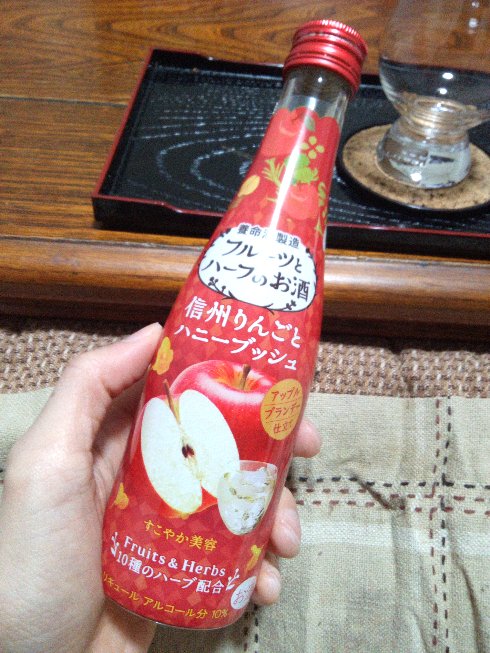 養命酒製造
フルーツと
ハーブのお酒
信州りんごと
ハニーブッシュ
アップル
ブランデー
仕立て
すこやか美容
Fruits & Herbs
10種のハーブ配合
リキュール アルコール分 10%